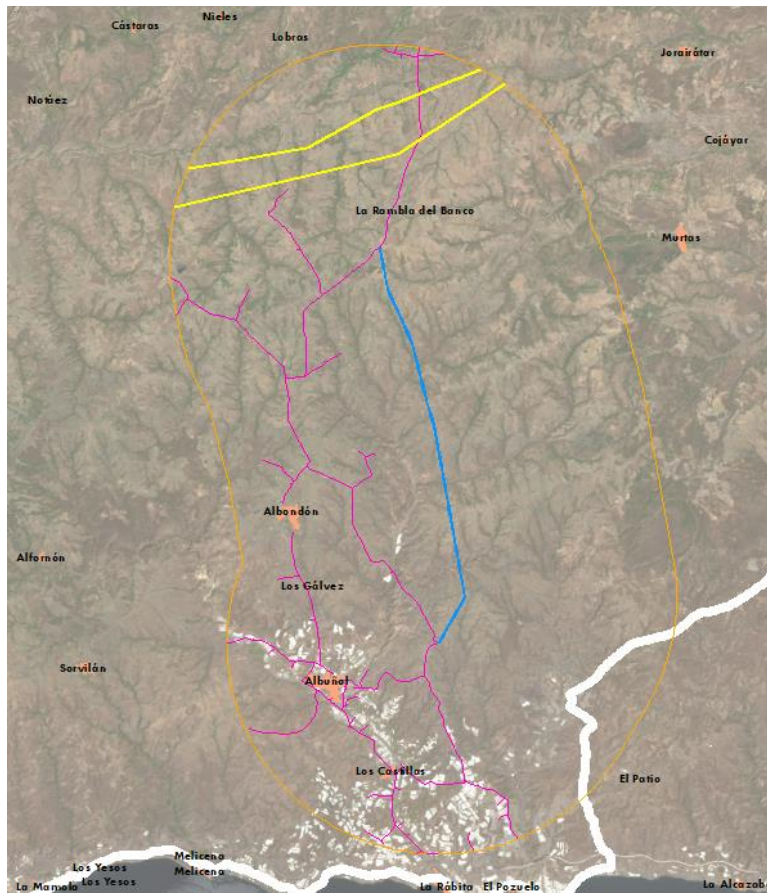 Nieles
Cástaras
Lobras
Jorairátar
Notáez
Cojáyar
La Rambla del Banco
Murtas
Albondón
Alfornón
Los Gálvez
Sorvilán
Albuñol
Los Castillas
El Patio
Melicena
Los Yesos
Melicena
La Mamola
Los Yesos
La Rábita
El Pozuelo
La Alcazab